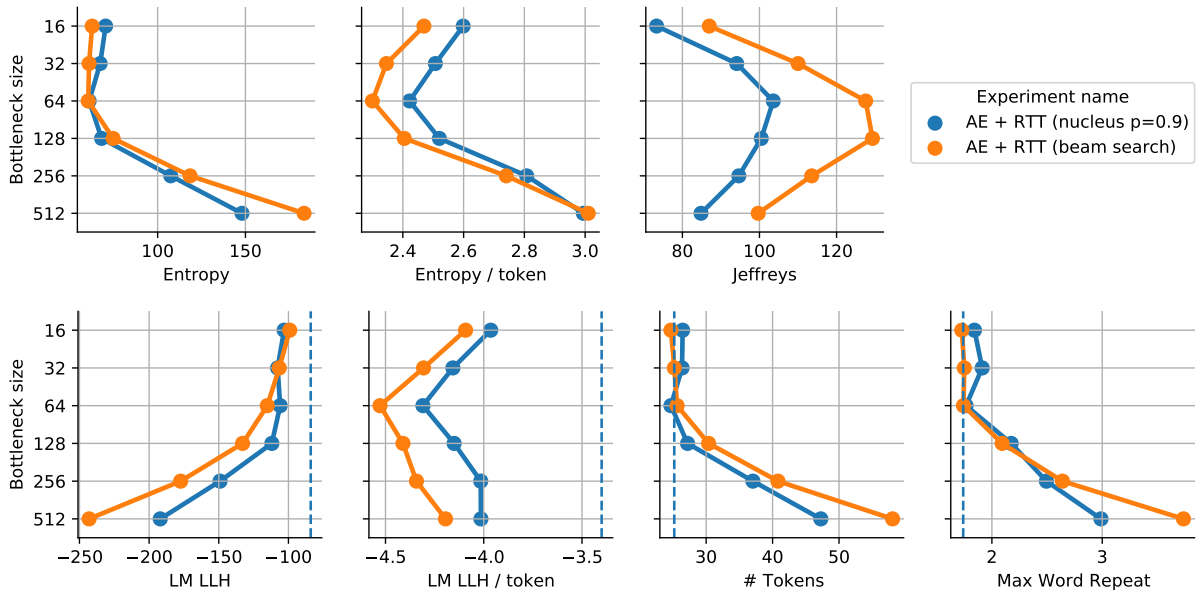 Bottleneck size
16
32
64
128
256
512
100 150
Entropy
2.4 2.6 2.8 3.0
Entropy / token
80 100 120
Jeffreys
Experiment name
AE + RTT (nucleus p=0.9)
AE + RTT (beam search)
Bottleneck size
16
32
64
128
256
512
−250 −200 −150 −100
LM LLH
−4.5 −4.0 −3.5
LM LLH / token
30 40 50
# Tokens
2 3
Max Word Repeat